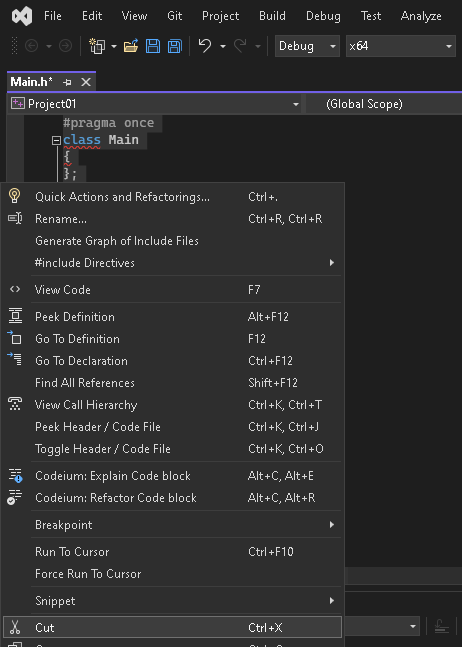 File Edit View Git Project Build Debug Test Analyze
Debug x64
Main.h*
Project01 (Global Scope)
#pragma once
class Main
{
};
Quick Actions and Refactorings... Ctrl+.
Rename... Ctrl+R, Ctrl+R
Generate Graph of Include Files
#include Directives
View Code F7
Peek Definition Alt+F12
Go To Definition F12
Go To Declaration Ctrl+F12
Find All References Shift+F12
View Call Hierarchy Ctrl+K, Ctrl+T
Peek Header / Code File Ctrl+K, Ctrl+J
Toggle Header / Code File Ctrl+K, Ctrl+O
Codeium: Explain Code block Alt+C, Alt+E
Codeium: Refactor Code block Alt+C, Alt+R
Breakpoint
Run To Cursor Ctrl+F10
Force Run To Cursor
Snippet
Cut Ctrl+X